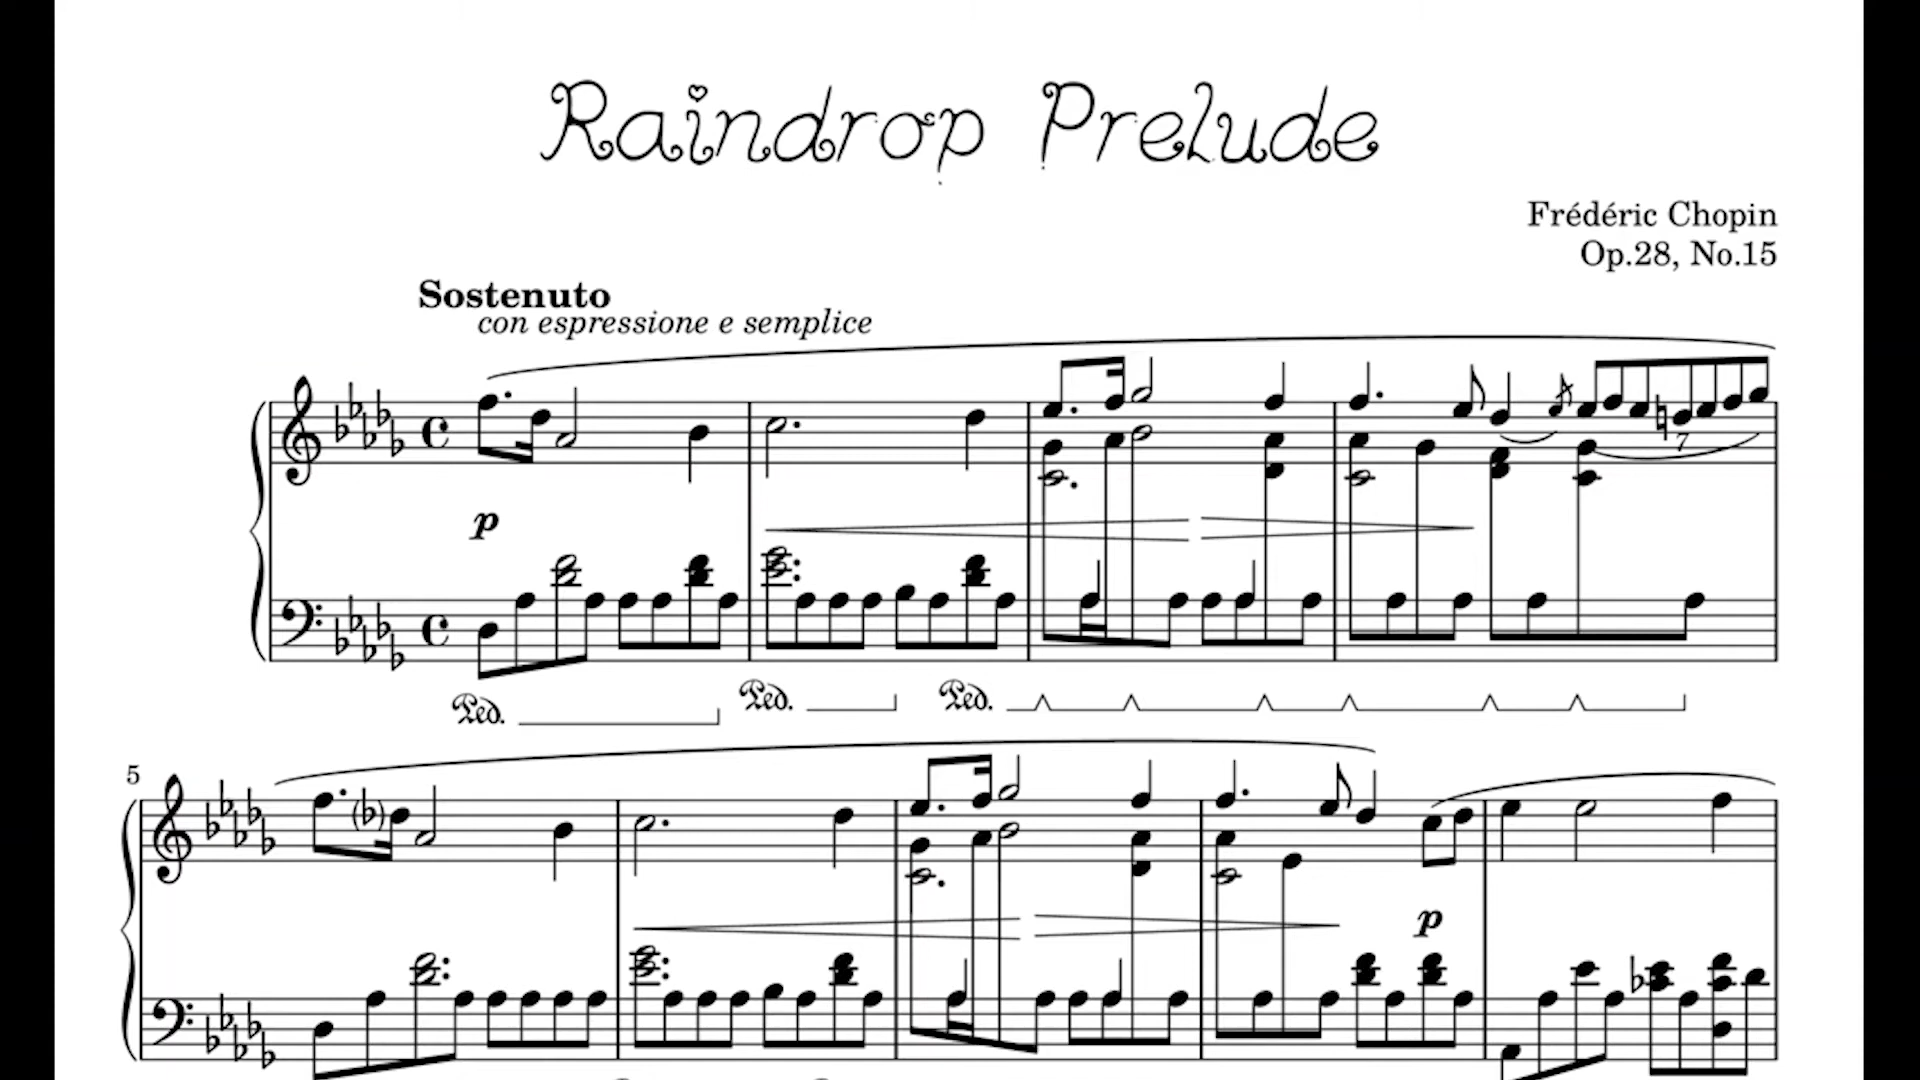 Raindrop Prelude
Frédéric Chopin
Op.28, No.15
Sostenuto
con espressione e semplice
7
p
Ped. Ped. Ped.
5
p